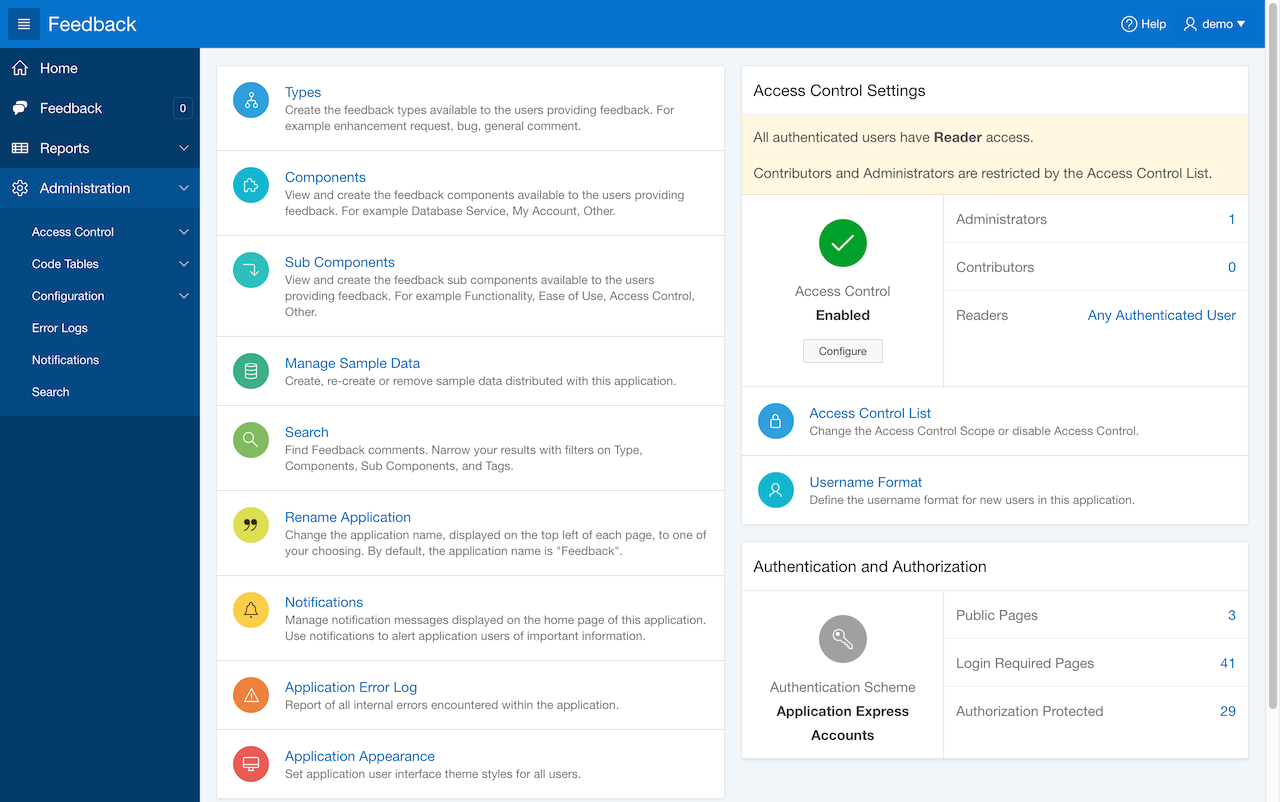 Feedback
Help
demo
Home
Feedback
0
Reports
Administration
Access Control
Code Tables
Configuration
Error Logs
Notifications
Search
Types
Create the feedback types available to the users providing feedback. For
example enhancement request, bug, general comment.
Components
View and create the feedback components available to the users providing
feedback. For example Database Service, My Account, Other.
Sub Components
View and create the feedback sub components available to the users
providing feedback. For example Functionality, Ease of Use, Access Control,
Other.
Manage Sample Data
Create, re-create or remove sample data distributed with this application.
Search
Find Feedback comments. Narrow your results with filters on Type,
Components, Sub Components, and Tags.
Rename Application
Change the application name, displayed on the top left of each page, to one of
your choosing. By default, the application name is "Feedback".
Notifications
Manage notification messages displayed on the home page of this application.
Use notifications to alert application users of important information.
Application Error Log
Report of all internal errors encountered within the application.
Application Appearance
Set application user interface theme styles for all users.
Access Control Settings
All authenticated users have Reader access.
Contributors and Administrators are restricted by the Access Control List.
Access Control
Enabled
Configure
Administrators 1
Contributors 0
Readers Any Authenticated User
Access Control List
Change the Access Control Scope or disable Access Control.
Username Format
Define the username format for new users in this application.
Authentication and Authorization
Authentication Scheme
Application Express
Accounts
Public Pages 3
Login Required Pages 41
Authorization Protected 29